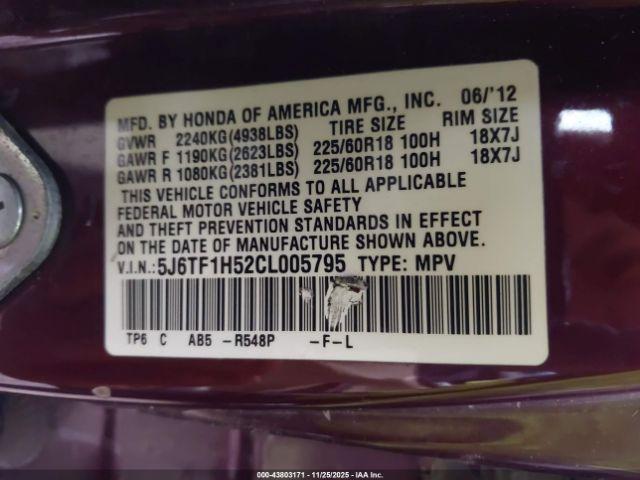 MFD. BY HONDA OF AMERICA MFG., INC. 06/'12
GVWR 2240KG(4938LBS) TIRE SIZE RIM SIZE
GAWR F 1190KG(2623LBS) 225/60R18 100H 18X7J
GAWR R 1080KG(2381LBS) 225/60R18 100H 18X7J
THIS VEHICLE CONFORMS TO ALL APPLICABLE
FEDERAL MOTOR VEHICLE SAFETY
AND THEFT PREVENTION STANDARDS IN EFFECT
ON THE DATE OF MANUFACTURE SHOWN ABOVE.
V.I.N.:5J6TF1H52CL005795 TYPE: MPV
TP6 C AB5 -R548P -F-L
00-43803171 - 11/25/2025 - IAA Inc.